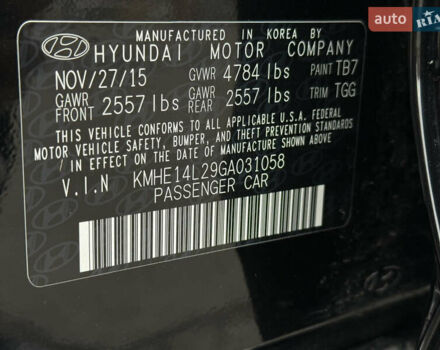 MANUFACTURED IN KOREA BY
HYUNDAI MOTOR COMPANY
NOV/27/15 GVWR 4784 lbs PAINT TB7
GAWR FRONT 2557 lbs GAWR REAR 2557 lbs TRIM TGG
THIS VEHICLE CONFORMS TO ALL APPLICABLE U.S.A. FEDERAL
MOTOR VEHICLE SAFETY, BUMPER, AND THEFT PREVENTION STANDARDS
IN EFFECT ON THE DATE OF MANUFACTURE SHOWN ABOVE.
V.I.N KMHE14L29GA031058
PASSENGER CAR
AUTO RIA